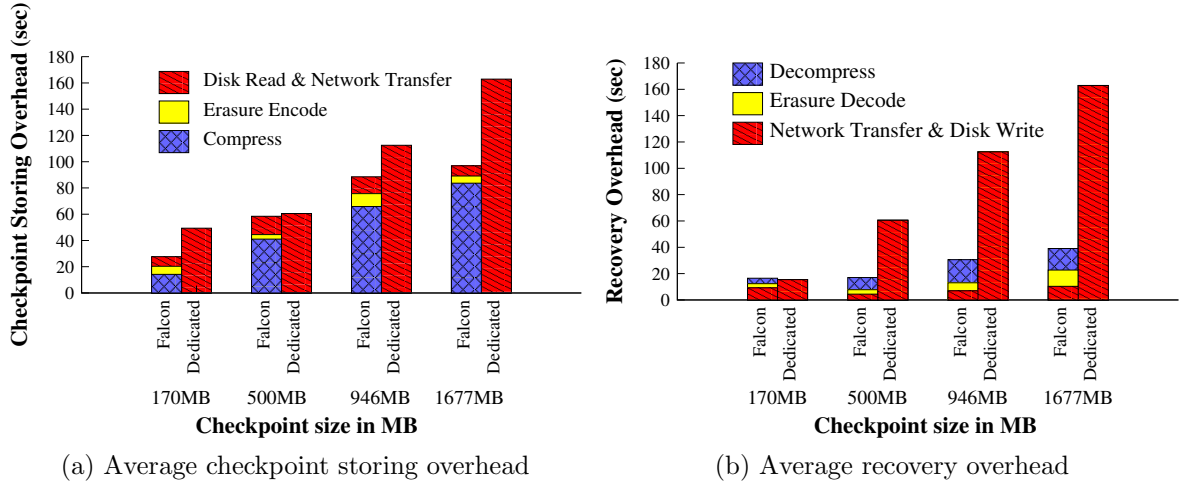 Checkpoint Storing Overhead (sec)
180
160
140
120
100
80
60
40
20
0
Disk Read & Network Transfer
Erasure Encode
Compress
Falcon
Dedicated
Falcon
Dedicated
Falcon
Dedicated
Falcon
Dedicated
170MB 500MB 946MB 1677MB
Checkpoint size in MB
(a) Average checkpoint storing overhead
Recovery Overhead (sec)
180
160
140
120
100
80
60
40
20
0
Decompress
Erasure Decode
Network Transfer & Disk Write
Falcon
Dedicated
Falcon
Dedicated
Falcon
Dedicated
Falcon
Dedicated
170MB 500MB 946MB 1677MB
Checkpoint size in MB
(b) Average recovery overhead